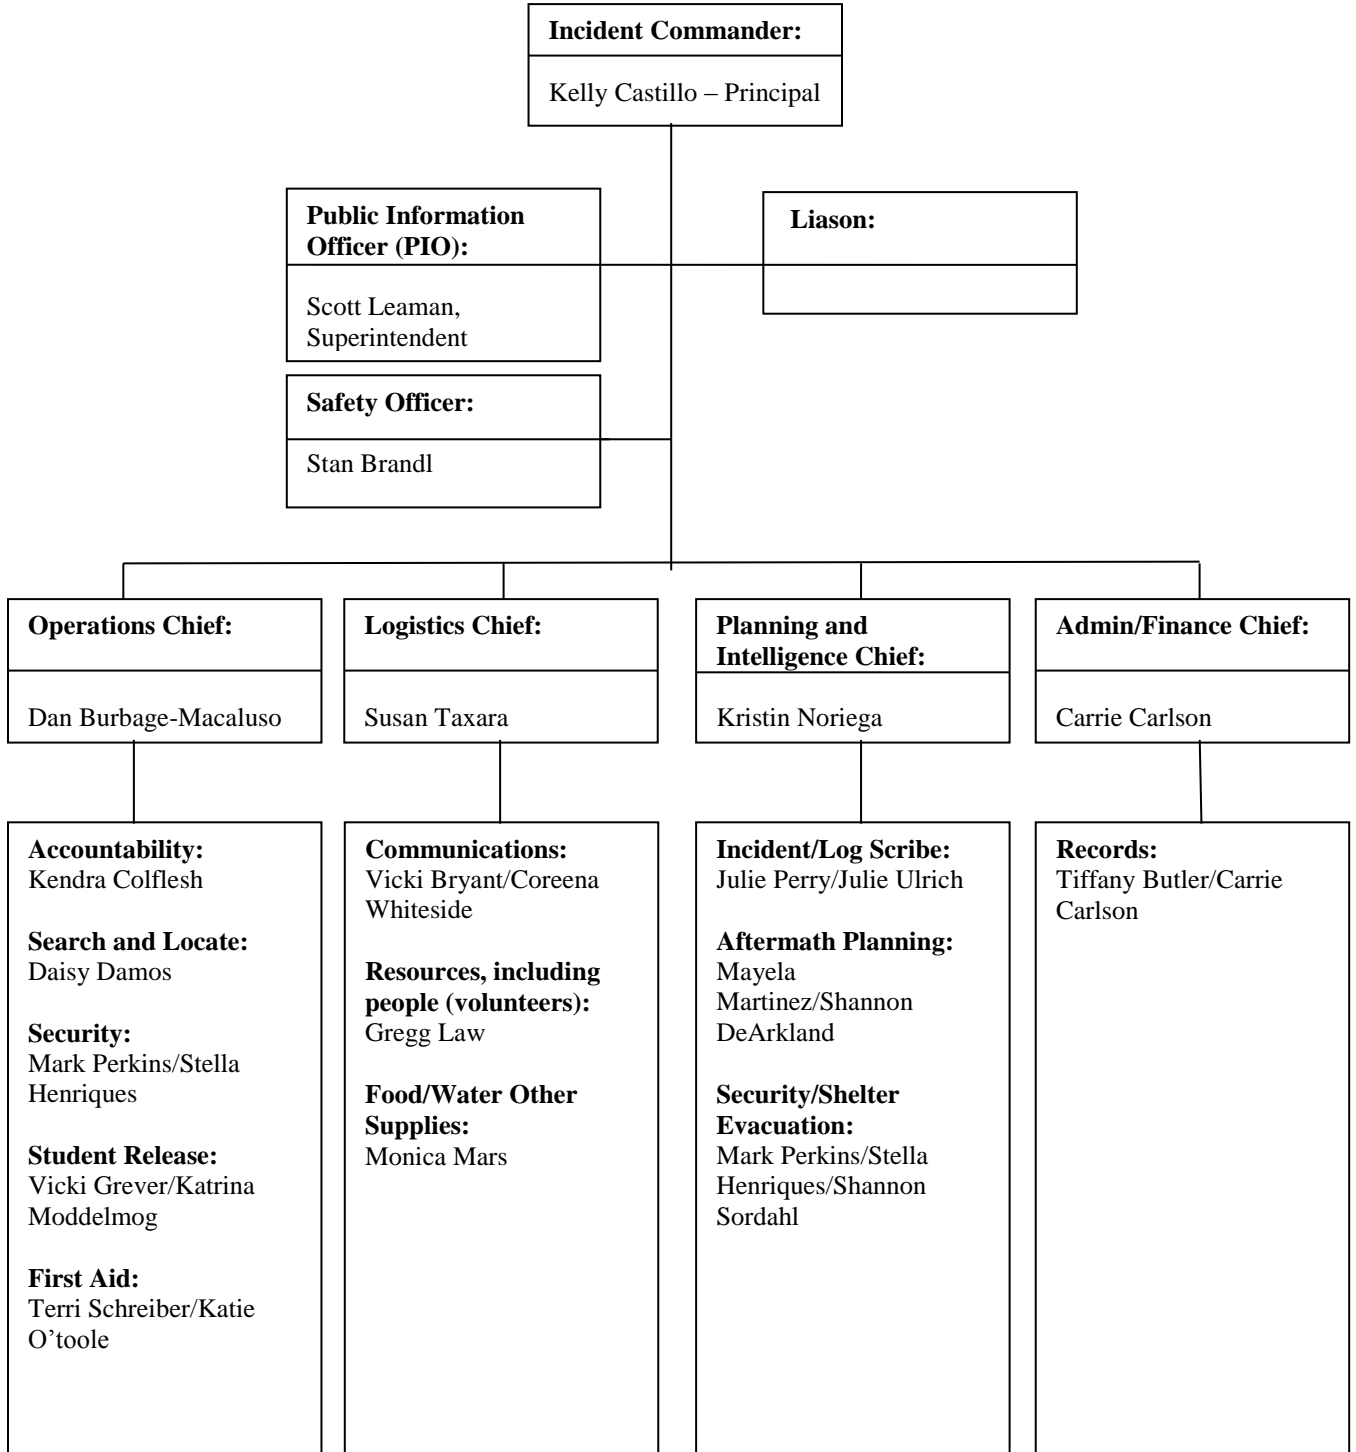 Incident Commander:
Kelly Castillo – Principal
Public Information
Officer (PIO):
Scott Leaman,
Superintendent
Liason:
Safety Officer:
Stan Brandl
Operations Chief:
Dan Burbage-Macaluso
Logistics Chief:
Susan Taxara
Planning and
Intelligence Chief:
Kristin Noriega
Admin/Finance Chief:
Carrie Carlson
Accountability:
Kendra Colflesh
Search and Locate:
Daisy Damos
Security:
Mark Perkins/Stella
Henriques
Student Release:
Vicki Grever/Katrina
Moddelmog
First Aid:
Terri Schreiber/Katie
O’toole
Communications:
Vicki Bryant/Coreena
Whiteside
Resources, including
people (volunteers):
Gregg Law
Food/Water Other
Supplies:
Monica Mars
Incident/Log Scribe:
Julie Perry/Julie Ulrich
Aftermath Planning:
Mayela
Martinez/Shannon
DeArkland
Security/Shelter
Evacuation:
Mark Perkins/Stella
Henriques/Shannon
Sordahl
Records:
Tiffany Butler/Carrie
Carlson